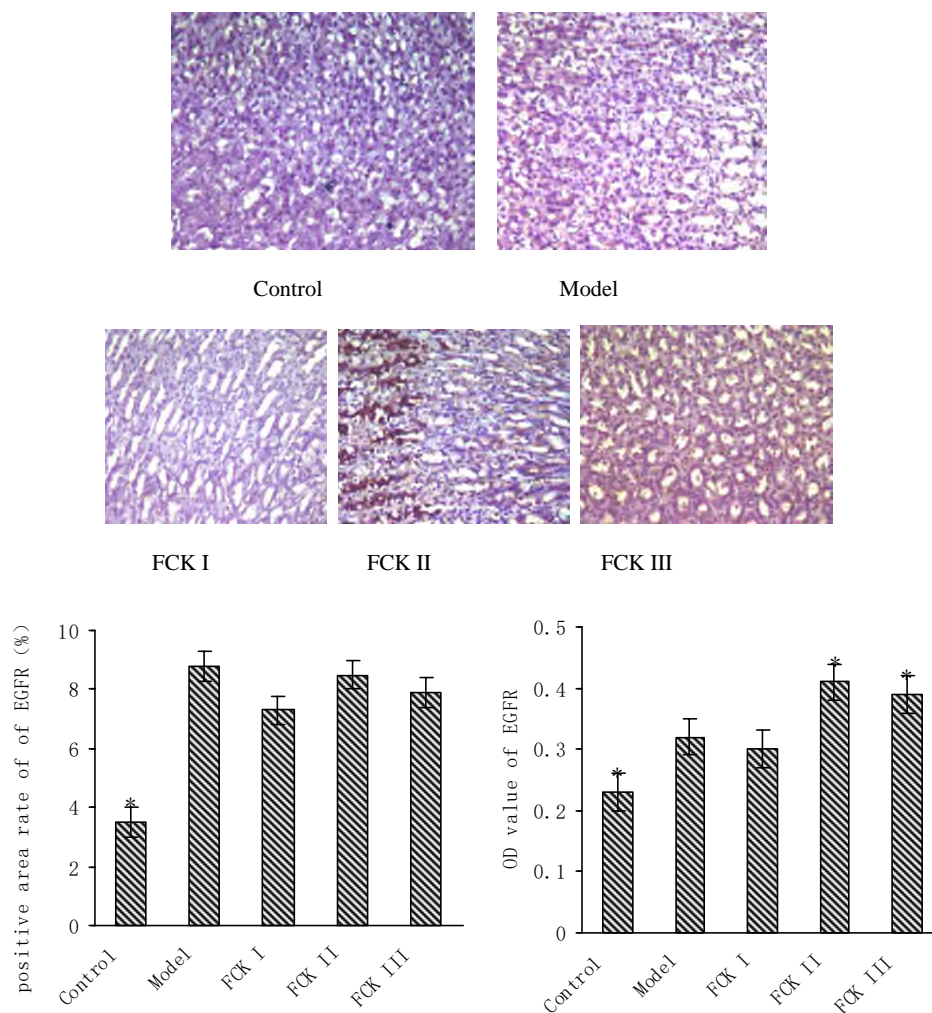 Control Model
FCK I FCK II FCK III
positive area rate of of EGFR (%)
10
8
6
4
2
0
*
Control Model FCK I FCK II FCK III
OD value of EGFR
0.5
0.4
0.3
0.2
0.1
0
* * *
Control Model FCK I FCK II FCK III